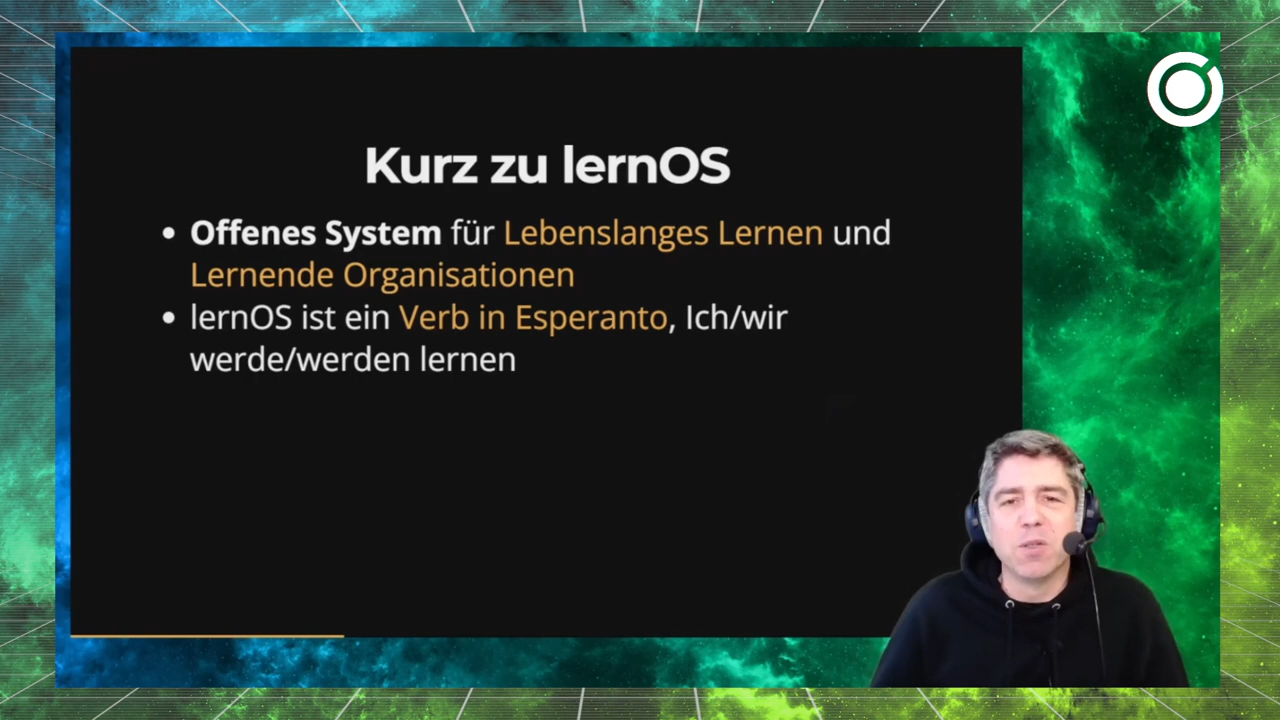 Kurz zu lernOS
Offenes System für Lebenslanges Lernen und
Lernende Organisationen
lernOS ist ein Verb in Esperanto, Ich/wir
werde/werden lernen